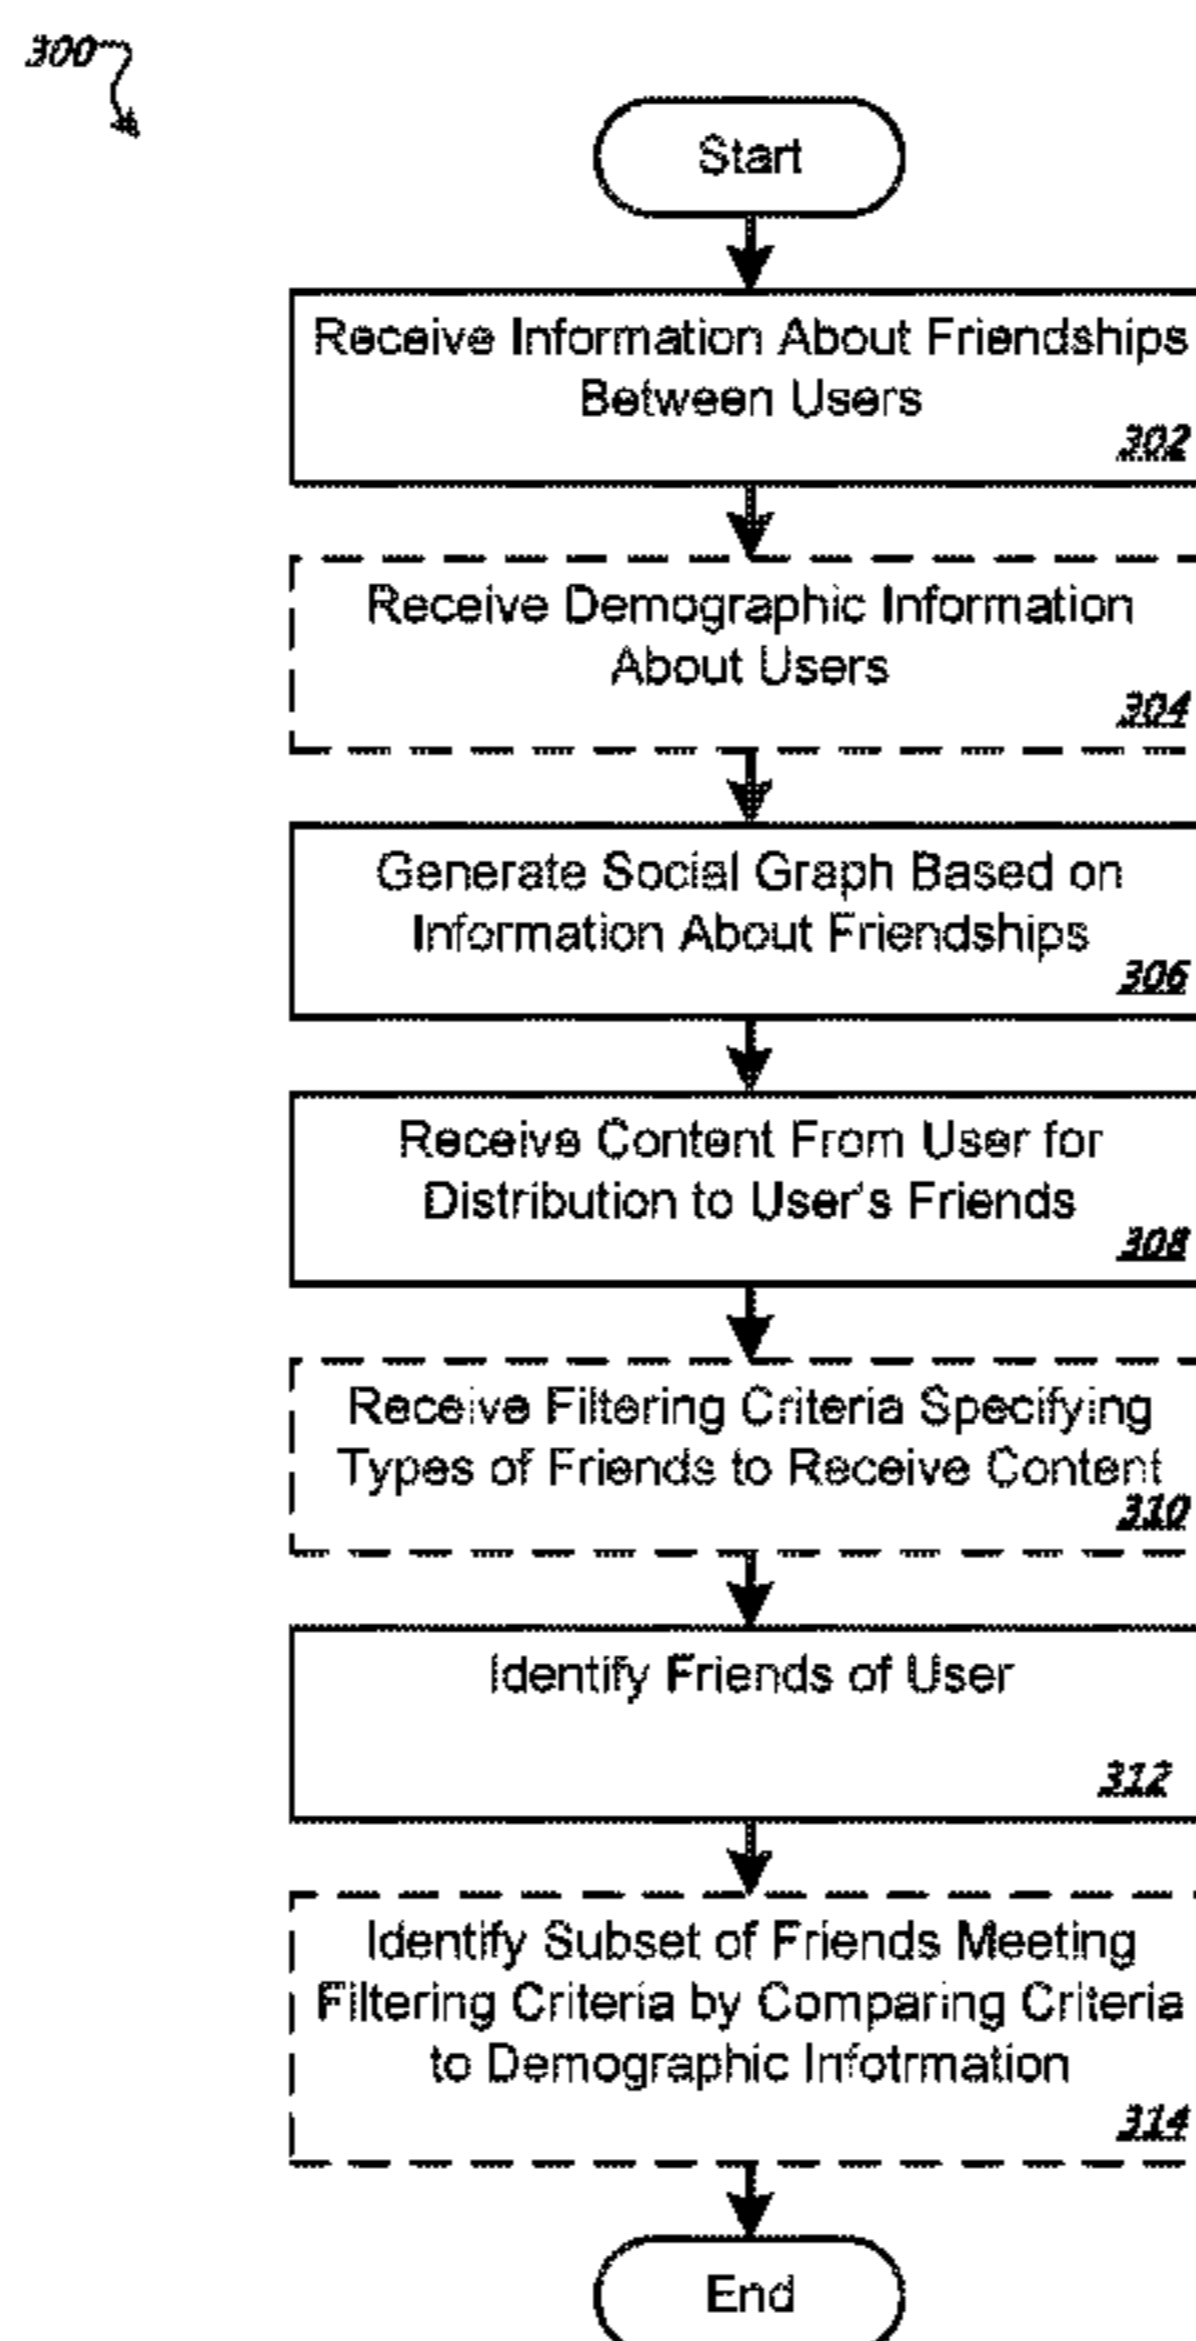 300
Start
Receive Information About Friendships
Between Users
302
Receive Demographic Information
About Users
304
Generate Social Graph Based on
Information About Friendships
306
Receive Content From User for
Distribution to User's Friends
308
Receive Filtering Criteria Specifying
Types of Friends to Receive Content
310
Identify Friends of User
312
Identify Subset of Friends Meeting
Filtering Criteria by Comparing Criteria
to Demographic Infotrmation
314
End